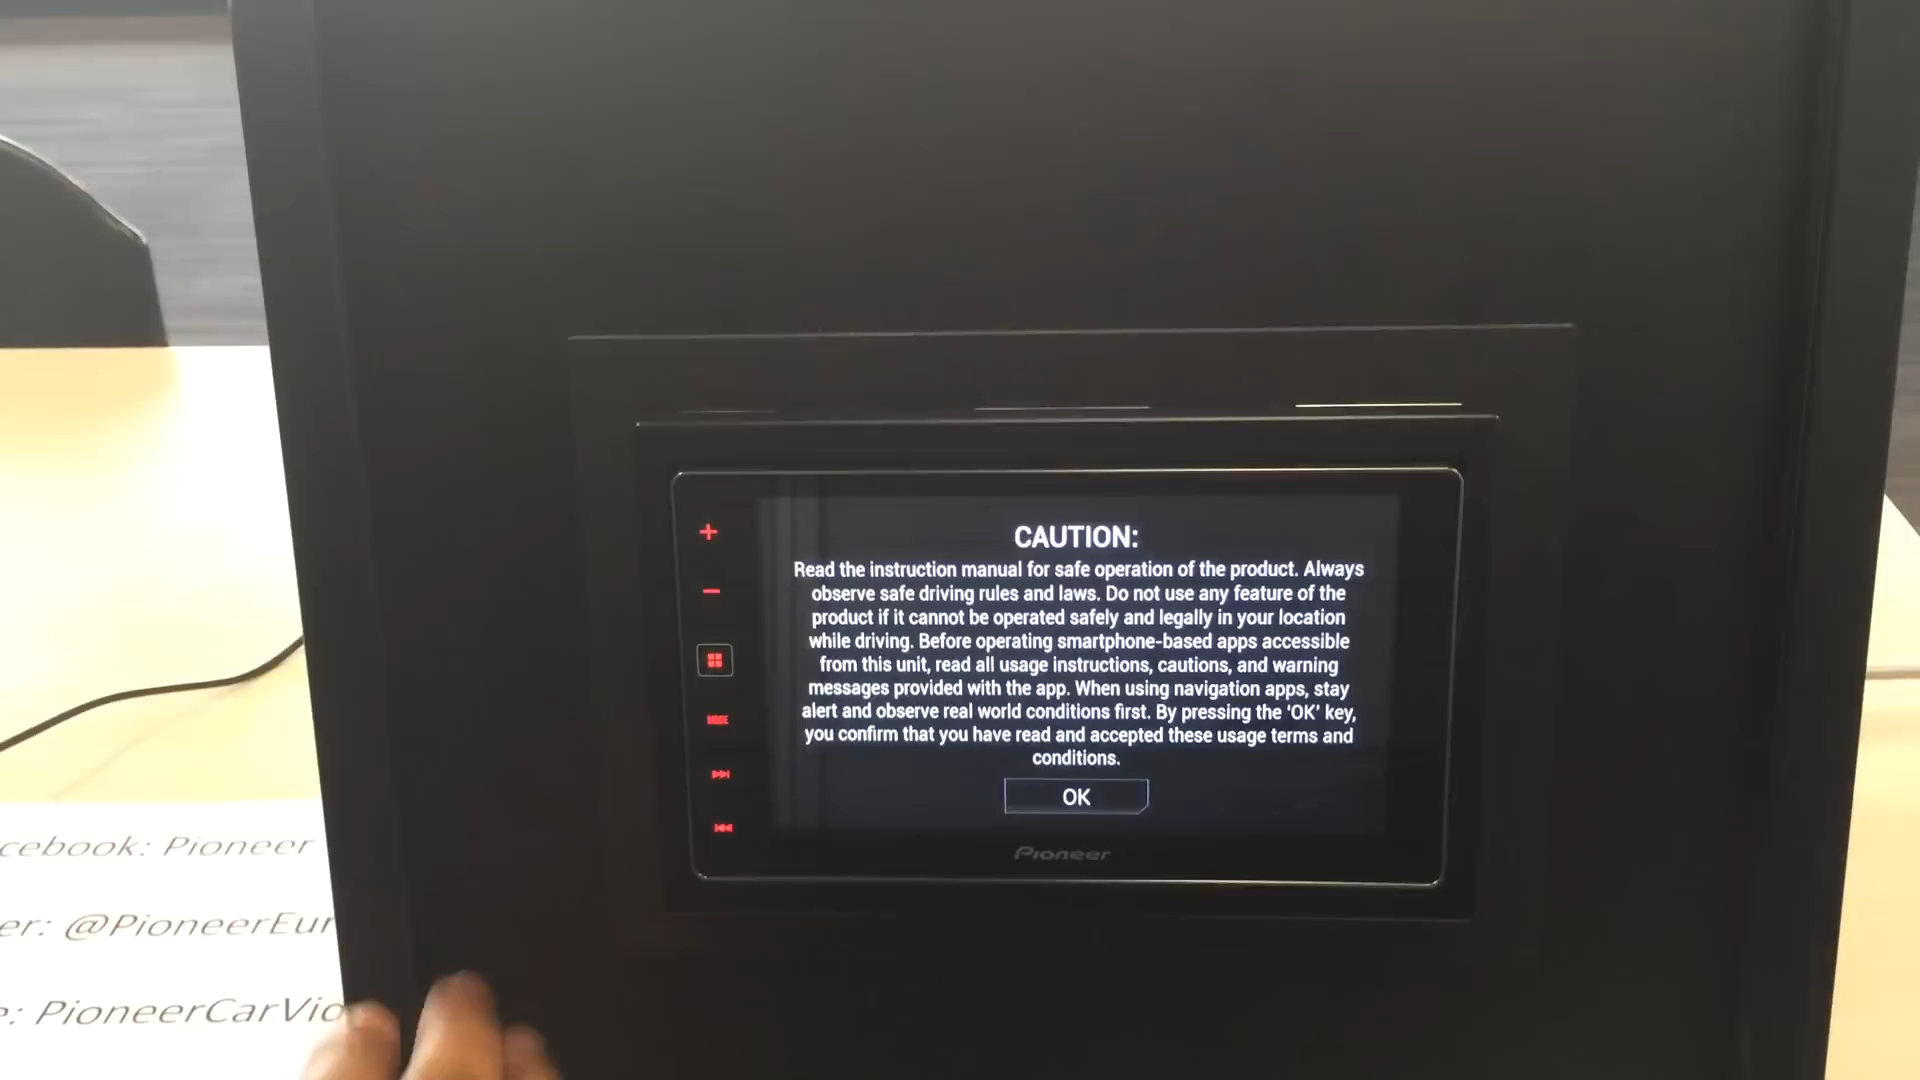 CAUTION:
Read the instruction manual for safe operation of the product. Always
observe safe driving rules and laws. Do not use any feature of the
product if it cannot be operated safely and legally in your location
while driving. Before operating smartphone-based apps accessible
from this unit, read all usage instructions, cautions, and warning
messages provided with the app. When using navigation apps, stay
alert and observe real world conditions first. By pressing the ‘OK’ key,
you confirm that you have read and accepted these usage terms and
conditions.
OK
MODE
Pioneer
cebook: Pioneer
er: @PioneerEur
e: PioneerCarVid